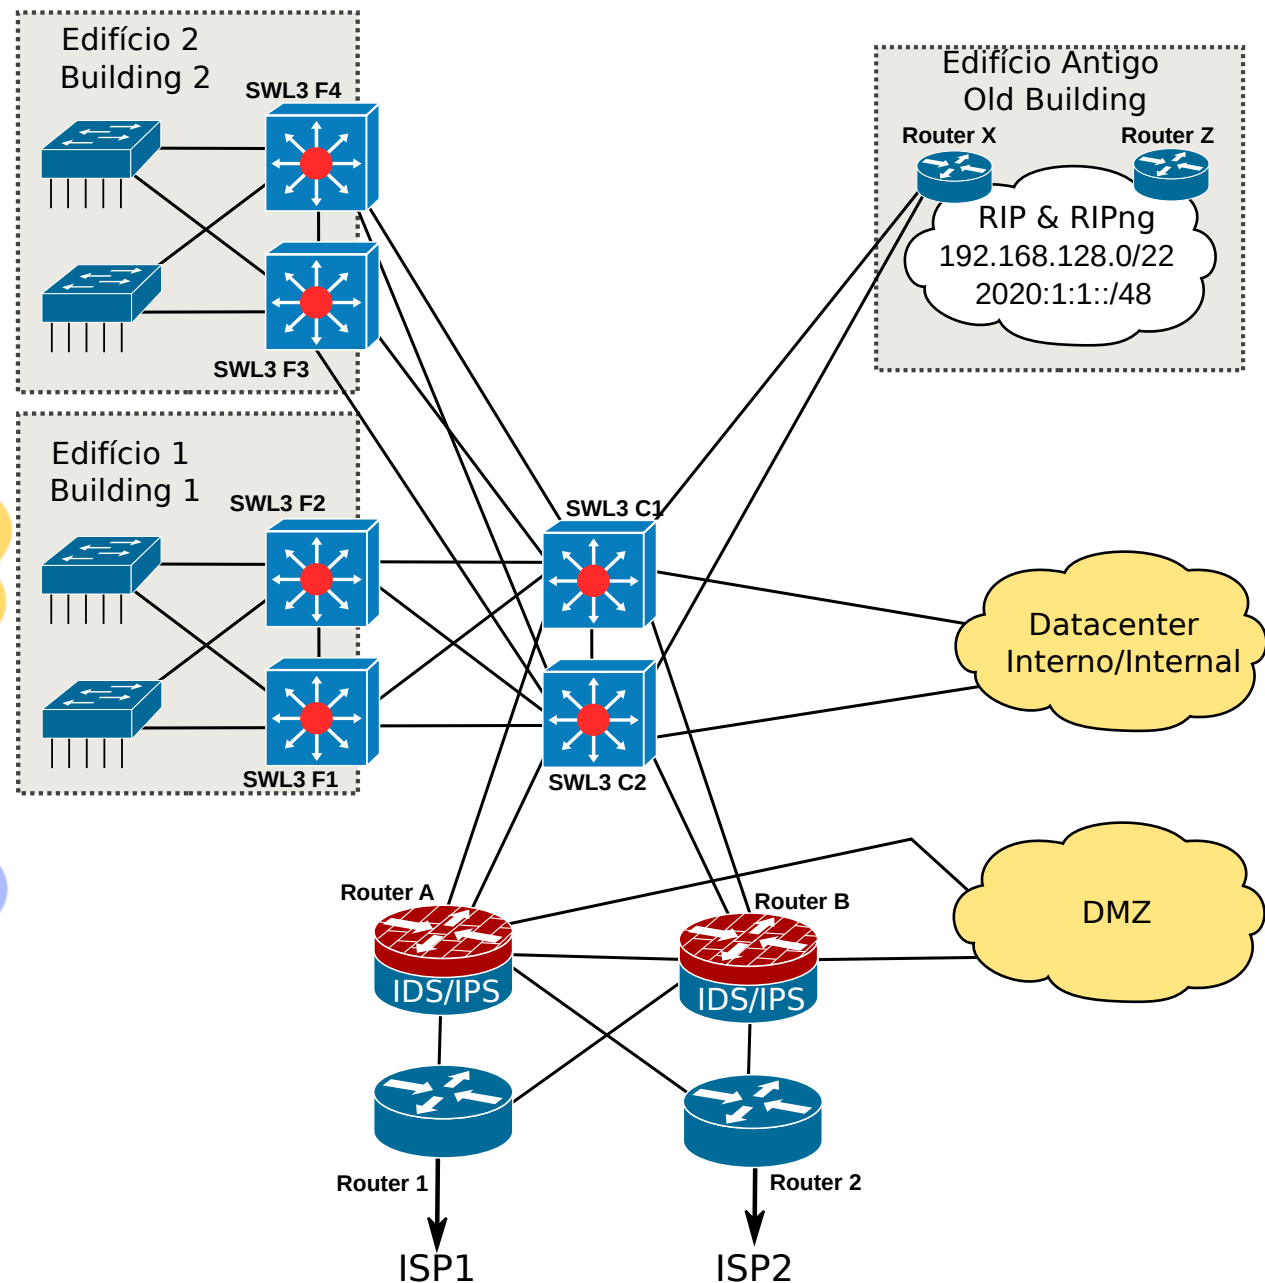 Edifício 2
Building 2
SWL3 F4
SWL3 F3
Edifício Antigo
Old Building
Router X
Router Z
RIP & RIPng
192.168.128.0/22
2020:1:1::/48
Edifício 1
Building 1
SWL3 F2
SWL3 F1
SWL3 C1
SWL3 C2
Datacenter
Interno/Internal
DMZ
Router A
IDS/IPS
Router B
IDS/IPS
Router 1
Router 2
ISP1
ISP2